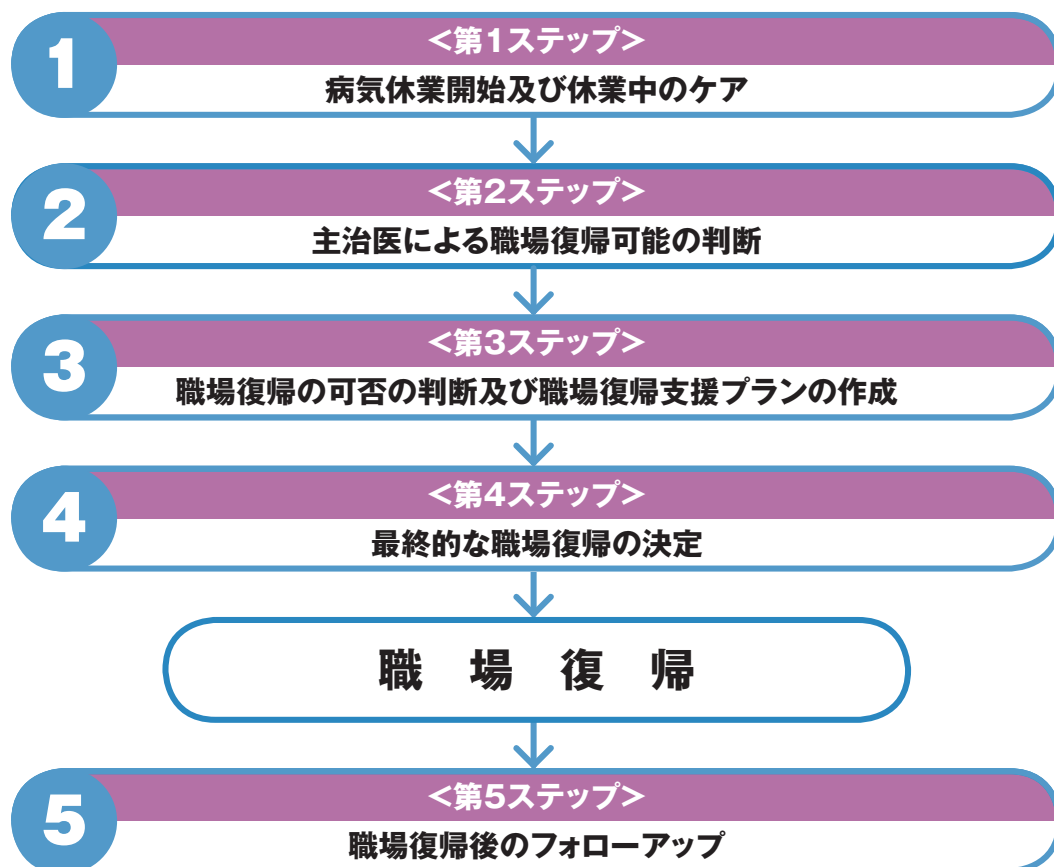 1
<第1ステップ>
病気休業開始及び休業中のケア
2
<第2ステップ>
主治医による職場復帰可能の判断
3
<第3ステップ>
職場復帰の可否の判断及び職場復帰支援プランの作成
4
<第4ステップ>
最終的な職場復帰の決定
職　場　復　帰
5
<第5ステップ>
職場復帰後のフォローアップ